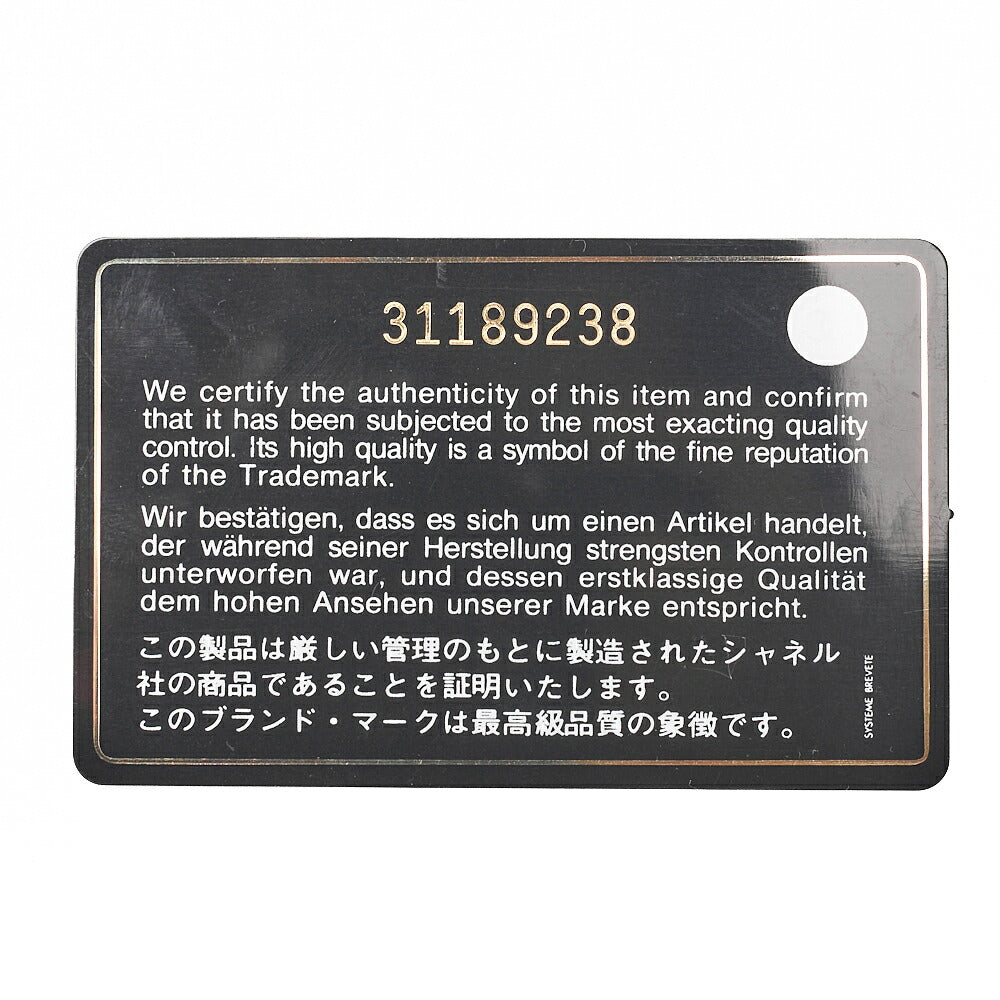 31189238
We certify the authenticity of this item and confirm
that it has been subjected to the most exacting quality
control. Its high quality is a symbol of the fine reputation
of the Trademark.
Wir bestätigen, dass es sich um einen Artikel handelt,
der während seiner Herstellung strengsten Kontrollen
unterworfen war, und dessen erstklassige Qualität
dem hohen Ansehen unserer Marke entspricht.
この製品は厳しい管理のもとに製造されたシャネル
社の商品であることを証明いたします。
このブランド・マークは最高級品質の象徴です。
SYSTEME BREVETE